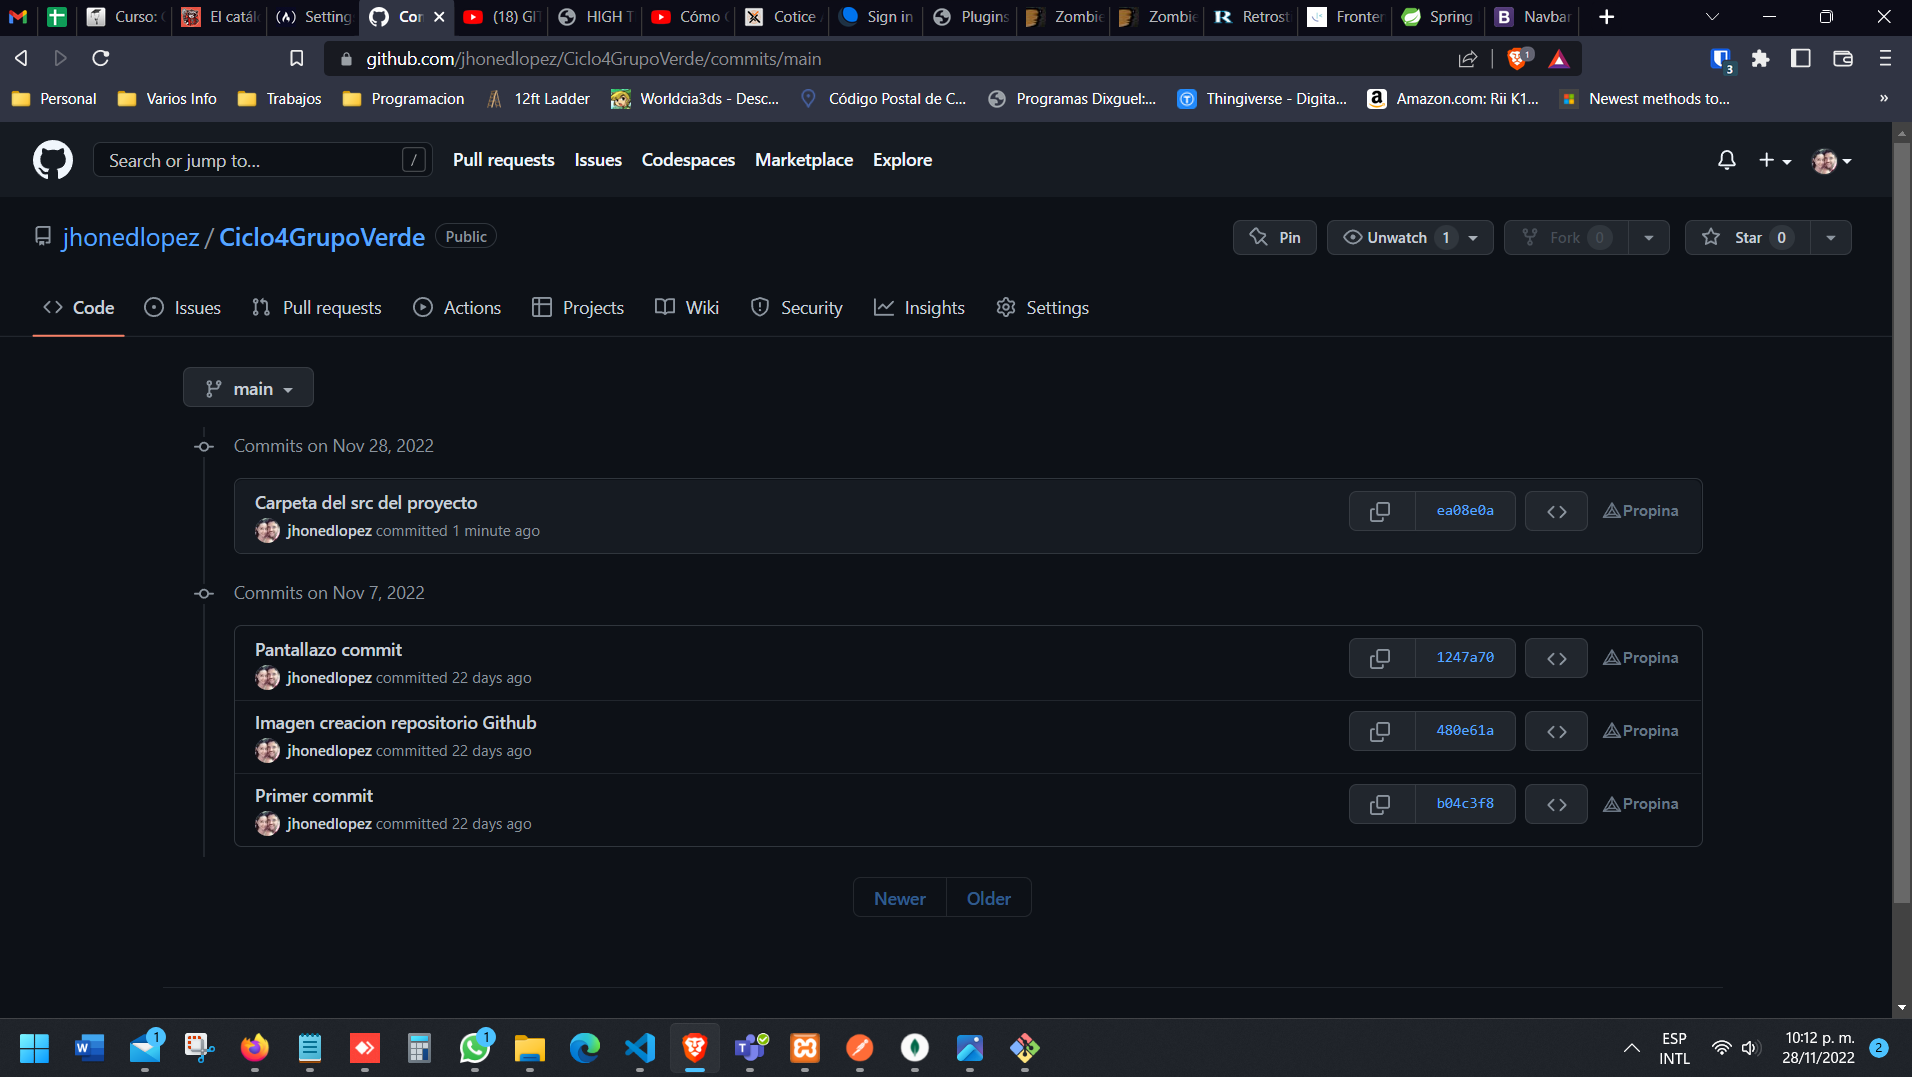 Curso:
El catál
Setting
Con
(18) GIT
HIGH T
Cómo
Cotice
Sign in
Plugins
Zombie
Zombie
Retrost
Fronter
Spring
Navbar
github.com/jhonedlopez/Ciclo4GrupoVerde/commits/main
1
3
Personal
Varios Info
Trabajos
Programacion
12ft Ladder
Worldcia3ds - Desc...
Código Postal de C...
Programas Dixguel:...
Thingiverse - Digita...
Amazon.com: Rii K1...
Newest methods to...
»
Search or jump to...
/
Pull requests
Issues
Codespaces
Marketplace
Explore
jhonedlopez / Ciclo4GrupoVerde
Public
Pin
Unwatch 1
Fork 0
Star 0
Code
Issues
Pull requests
Actions
Projects
Wiki
Security
Insights
Settings
main
Commits on Nov 28, 2022
Carpeta del src del proyecto
jhonedlopez committed 1 minute ago
ea08e0a
Propina
Commits on Nov 7, 2022
Pantallazo commit
jhonedlopez committed 22 days ago
1247a70
Propina
Imagen creacion repositorio Github
jhonedlopez committed 22 days ago
480e61a
Propina
Primer commit
jhonedlopez committed 22 days ago
b04c3f8
Propina
Newer
Older
1
1
ESP
INTL
10:12 p. m.
28/11/2022
2